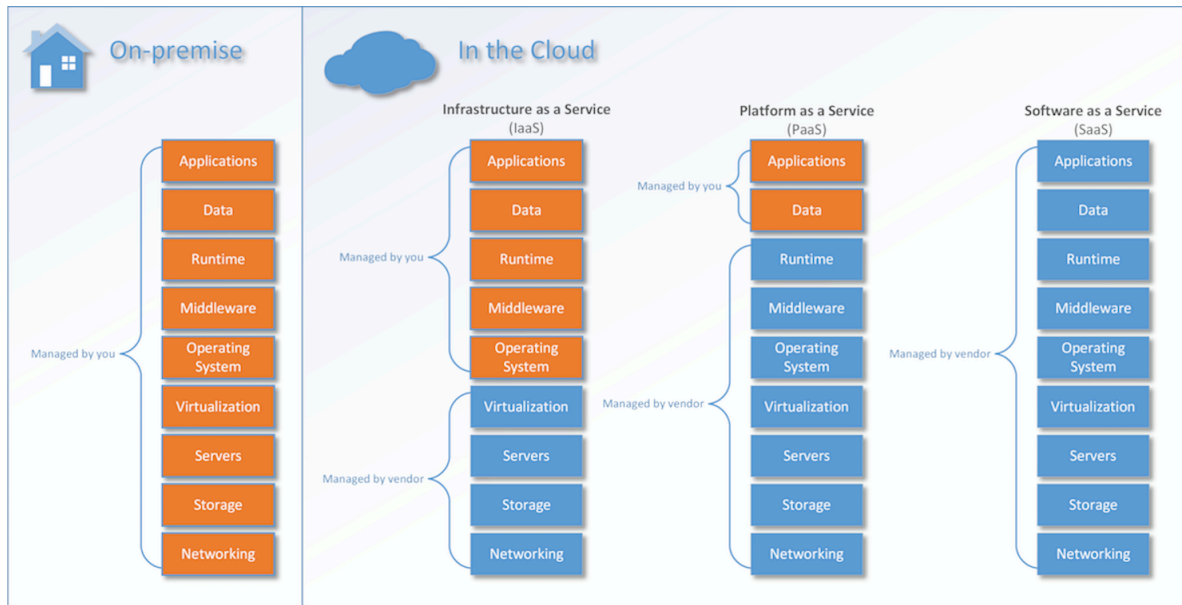 On-premise
Managed by you
Applications
Data
Runtime
Middleware
Operating
System
Virtualization
Servers
Storage
Networking
In the Cloud
Infrastructure as a Service
(IaaS)
Managed by you
Applications
Data
Runtime
Middleware
Operating
System
Managed by vendor
Virtualization
Servers
Storage
Networking
Platform as a Service
(PaaS)
Managed by you
Applications
Data
Managed by vendor
Runtime
Middleware
Operating
System
Virtualization
Servers
Storage
Networking
Software as a Service
(SaaS)
Managed by vendor
Applications
Data
Runtime
Middleware
Operating
System
Virtualization
Servers
Storage
Networking